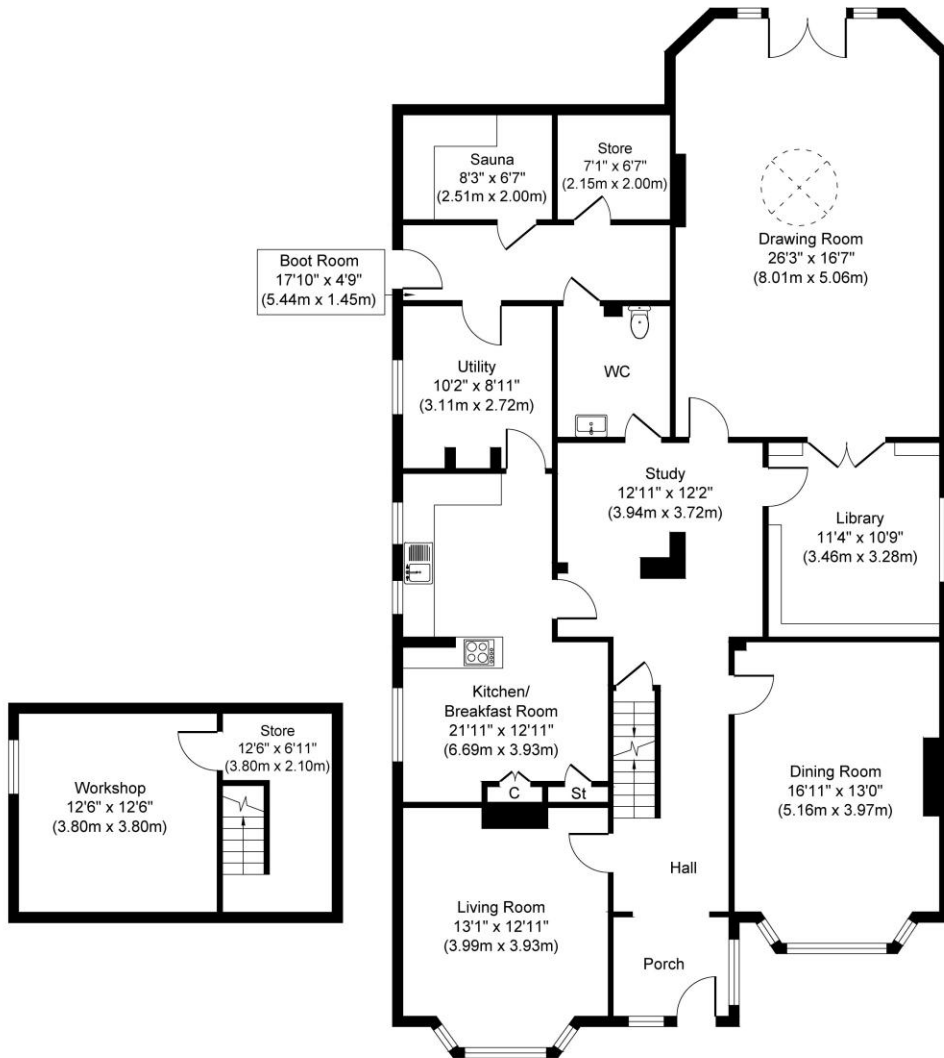 Sauna
8'3" x 6'7"
(2.51m x 2.00m)
Store
7'1" x 6'7"
(2.15m x 2.00m)
Drawing Room
26'3" x 16'7"
(8.01m x 5.06m)
Boot Room
17'10" x 4'9"
(5.44m x 1.45m)
Utility
10'2" x 8'11"
(3.11m x 2.72m)
WC
Study
12'11" x 12'2"
(3.94m x 3.72m)
Library
11'4" x 10'9"
(3.46m x 3.28m)
Kitchen/
Breakfast Room
21'11" x 12'11"
(6.69m x 3.93m)
C
St
Store
12'6" x 6'11"
(3.80m x 2.10m)
Workshop
12'6" x 12'6"
(3.80m x 3.80m)
Dining Room
16'11" x 13'0"
(5.16m x 3.97m)
Hall
Living Room
13'1" x 12'11"
(3.99m x 3.93m)
Porch